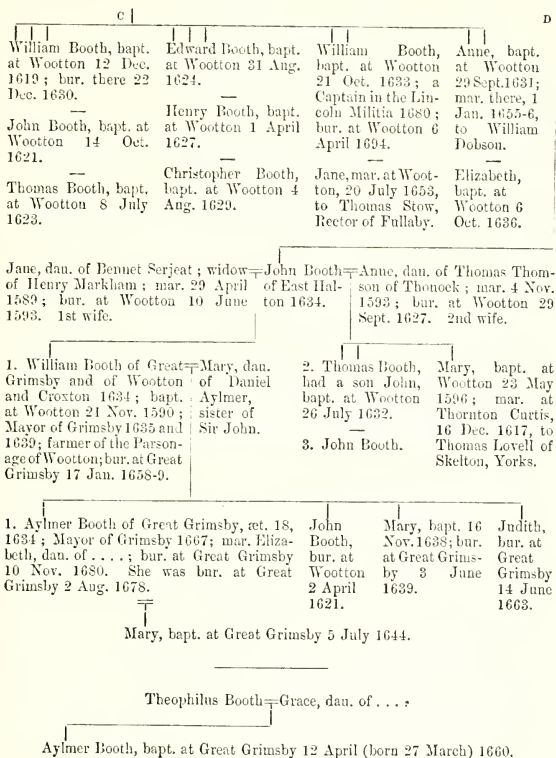 C
D
William Booth, bapt.
at Wootton 12 Dec.
1619 ; bur. there 22
Dec. 1630.
—
John Booth, bapt. at
Wootton 14 Oct.
1621.
—
Thomas Booth, bapt.
at Wootton 8 July
1623.
Edward Booth, bapt.
at Wootton 31 Aug.
1624.
—
Henry Booth, bapt.
at Wootton 1 April
1627.
—
Christopher Booth,
bapt. at Wootton 4
Aug. 1629.
William Booth,
bapt. at Wootton
21 Oct. 1633 ; a
Captain in the Lin-
coln Militia 1680 ;
bur. at Wootton 6
April 1694.
—
Jane, mar. at Woot-
ton, 20 July 1653,
to Thomas Stow,
Rector of Fullaby.
Anne, bapt.
at Wootton
29 Sept. 1631;
mar. there, 1
Jan. 1655-6,
to William
Dobson.
—
Elizabeth,
bapt. at
Wootton 6
Oct. 1636.
Jane, dau. of Bennet Serjeat ; widow
of Henry Markham ; mar. 29 April
1589 ; bur. at Wootton 10 June
1593. 1st wife.
John Booth
of East Hal-
ton 1634.
Anne, dau. of Thomas Thom-
son of Thonock ; mar. 4 Nov.
1593 ; bur. at Wootton 29
Sept. 1627. 2nd wife.
1. William Booth of Great
Grimsby and of Wootton
and Croxton 1634 ; bapt.
at Wootton 21 Nov. 1590 ;
Mayor of Grimsby 1635 and
1639; farmer of the Parson-
age of Wootton; bur. at Great
Grimsby 17 Jan. 1658-9.
Mary, dau.
of Daniel
Aylmer,
sister of
Sir John.
2. Thomas Booth,
had a son John,
bapt. at Wootton
26 July 1632.
—
3. John Booth.
Mary, bapt. at
Wootton 23 May
1596 ; mar. at
Thornton Curtis,
16 Dec. 1617, to
Thomas Lovell of
Skelton, Yorks.
1. Aylmer Booth of Great Grimsby, æt. 18,
1634 ; Mayor of Grimsby 1667; mar. Eliza-
beth, dau. of . . . . ; bur. at Great Grimsby
10 Nov. 1680. She was bur. at Great
Grimsby 2 Aug. 1678.
John
Booth,
bur. at
Wootton
2 April
1621.
Mary, bapt. 16
Nov. 1638; bur.
at Great Grims-
by 3 June
1639.
Judith,
bur. at
Great
Grimsby
14 June
1663.
Mary, bapt. at Great Grimsby 5 July 1644.
Theophilus Booth=Grace, dau. of . . . ?
Aylmer Booth, bapt. at Great Grimsby 12 April (born 27 March) 1660.